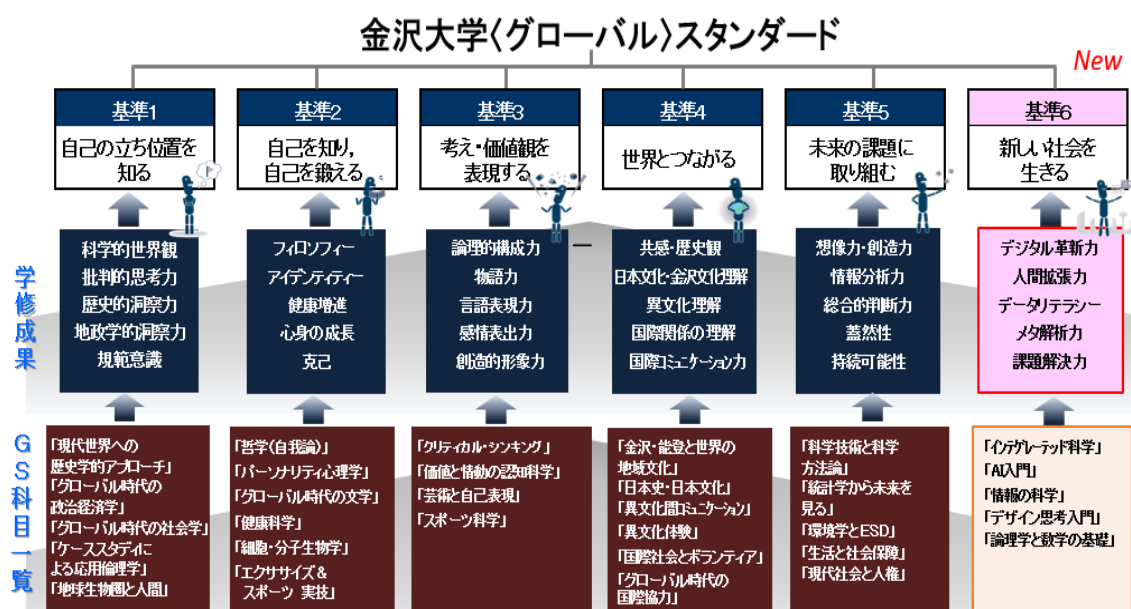 金沢大学〈グローバル〉スタンダード
New
基準1
自己の立ち位置を
知る
基準2
自己を知り,
自己を鍛える
基準3
考え・価値観を
表現する
基準4
世界とつながる
基準5
未来の課題に
取り組む
基準6
新しい社会を
生きる
学修成果
科学的世界観
批判的思考力
歴史的洞察力
地政学的洞察力
規範意識
フィロソフィー
アイデンティティー
健康増進
心身の成長
克己
論理的構成力
物語力
言語表現力
感情表出力
創造的形象力
共感・歴史観
日本文化・金沢文化理解
異文化理解
国際関係の理解
国際コミュニケーション力
想像力・創造力
情報分析力
総合的判断力
蓋然性
持続可能性
デジタル革新力
人間拡張力
データリテラシー
メタ解析力
課題解決力
GS科目一覧
「現代世界への
歴史学的アプローチ」
「グローバル時代の
政治経済学」
「グローバル時代の社会学」
「ケーススタディに
よる応用倫理学」
「地球生物圏と人間」
「哲学(自我論)」
「パーソナリティ心理学」
「グローバル時代の文学」
「健康科学」
「細胞・分子生物学」
「エクササイズ&
スポーツ 実技」
「クリティカル・シンキング」
「価値と情動の認知科学」
「芸術と自己表現」
「スポーツ科学」
「金沢・能登と世界の
地域文化」
「日本史・日本文化」
「異文化間コミュニケーション」
「異文化体験」
「国際社会とボランティア」
「グローバル時代の
国際協力」
「科学技術と科学
方法論」
「統計学から未来を
見る」
「環境学とESD」
「生活と社会保障」
「現代社会と人権」
「インテグレーテッド科学」
「AI入門」
「情報の科学」
「デザイン思考入門」
「論理学と数学の基礎」